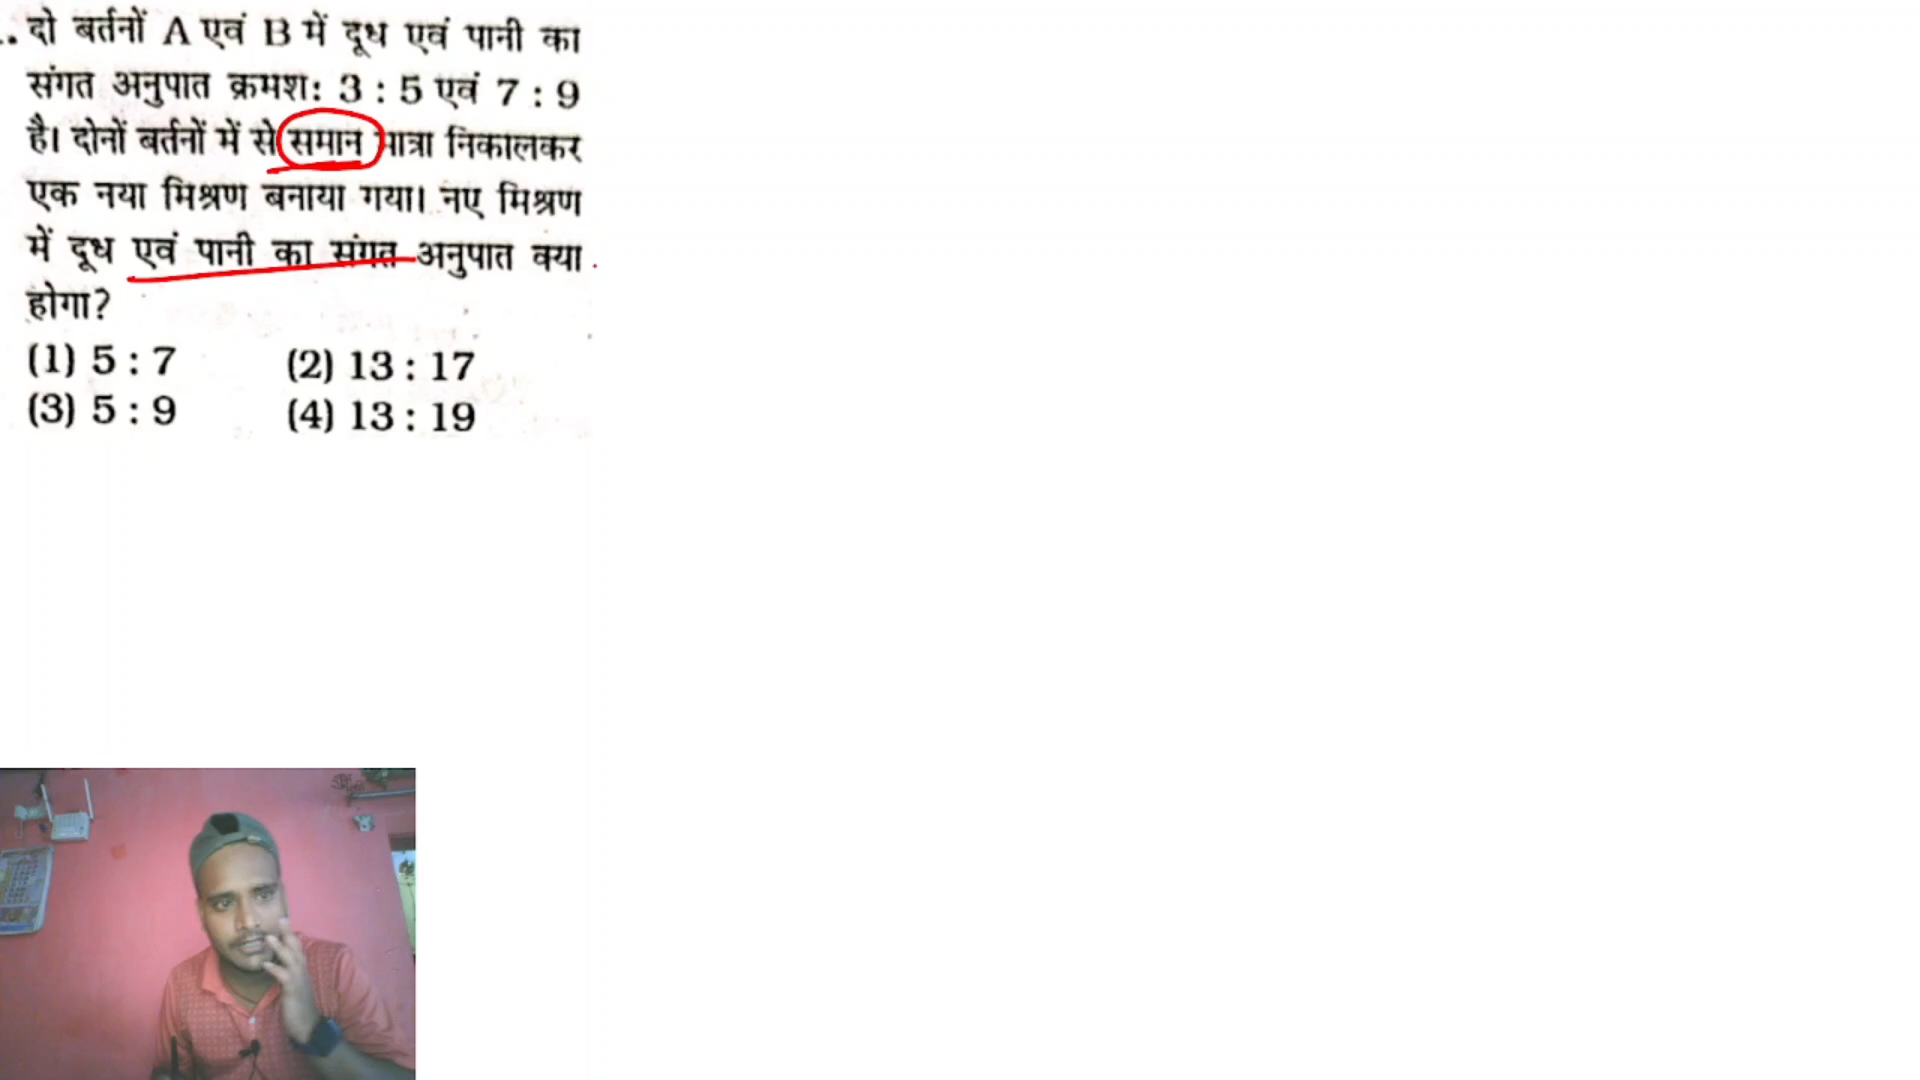 दो बर्तनों A एवं B में दूध एवं पानी का
संगत अनुपात क्रमश: 3 : 5 एवं 7 : 9
है। दोनों बर्तनों में से समान मात्रा निकालकर
एक नया मिश्रण बनाया गया। नए मिश्रण
में दूध एवं पानी का संगत अनुपात क्या
होगा?
(1) 5 : 7 (2) 13 : 17
(3) 5 : 9 (4) 13 : 19